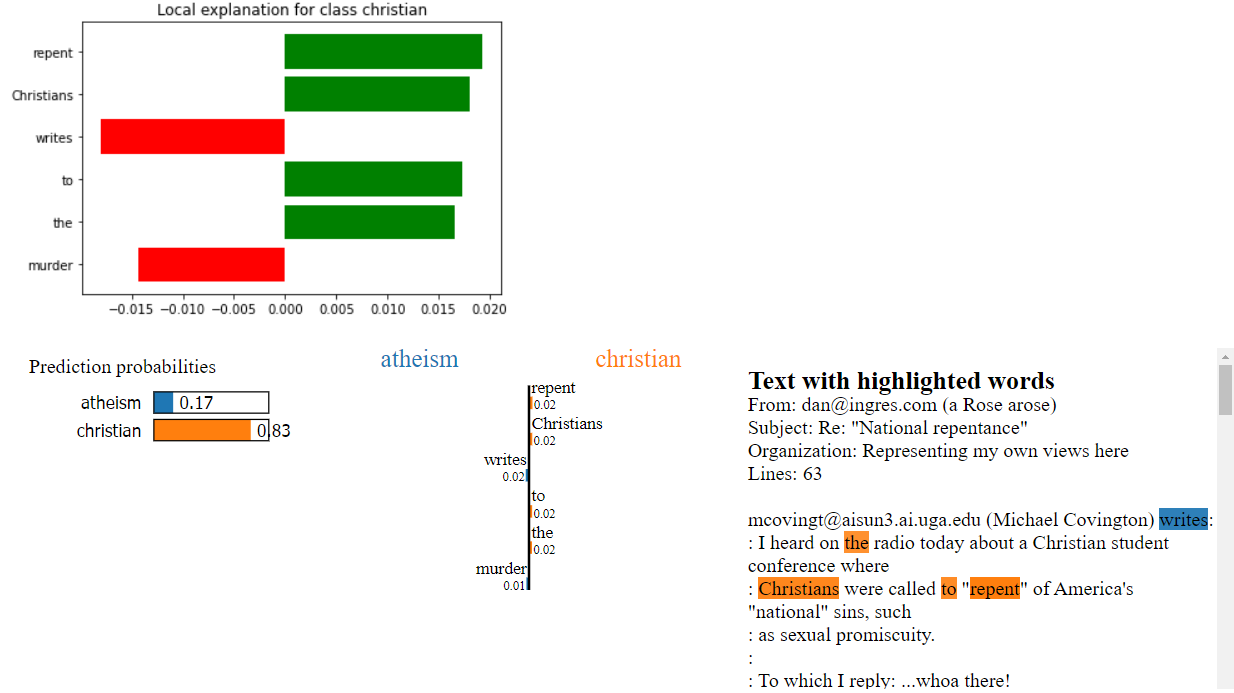 Local explanation for class christian
repent
Christians
writes
to
the
murder
−0.015 −0.010 −0.005 0.000 0.005 0.010 0.015 0.020
Prediction probabilities
atheism 0.17
christian 0.83
atheism christian
repent
0.02
Christians
0.02
writes
0.02
to
0.02
the
0.02
murder
0.01
Text with highlighted words
From: dan@ingres.com (a Rose arose)
Subject: Re: "National repentance"
Organization: Representing my own views here
Lines: 63
mcovingt@aisun3.ai.uga.edu (Michael Covington) writes:
: I heard on the radio today about a Christian student
conference where
: Christians were called to "repent" of America's
"national" sins, such
: as sexual promiscuity.
:
: To which I reply: ...whoa there!